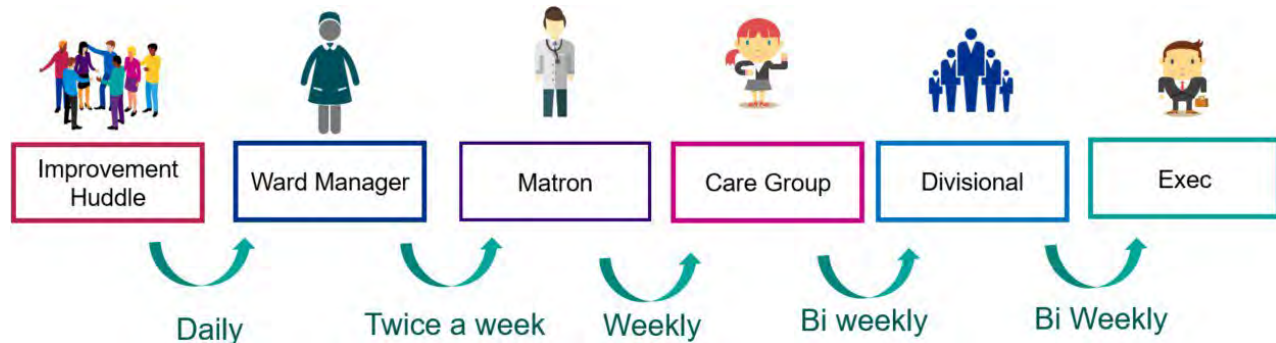 Improvement
Huddle
Ward Manager
Matron
Care Group
Divisional
Exec
Daily
Twice a week
Weekly
Bi weekly
Bi Weekly